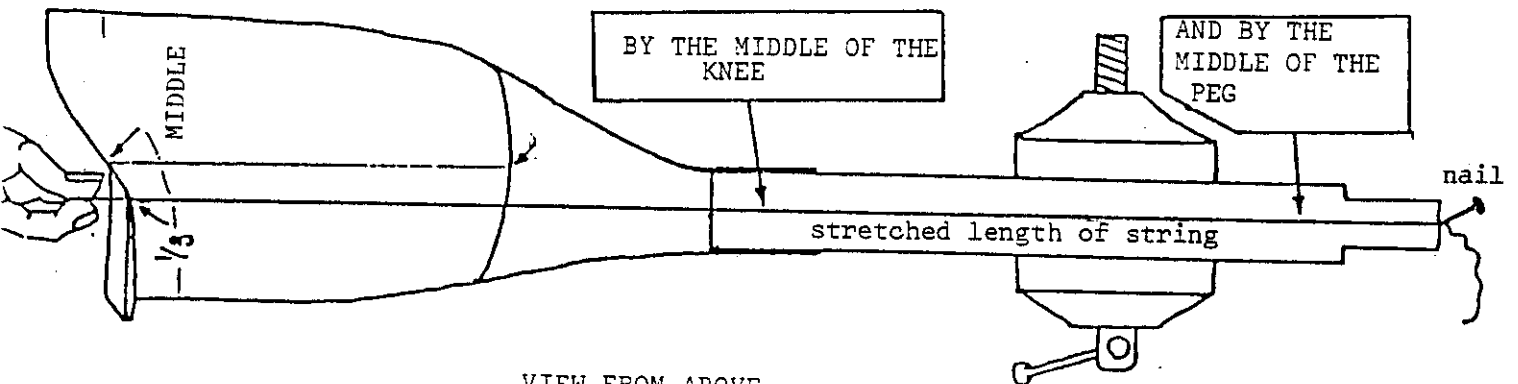 MIDDLE
1/3
BY THE MIDDLE OF THE
KNEE
AND BY THE
MIDDLE OF THE
PEG
nail
stretched length of string
VIEW FROM ABOVE